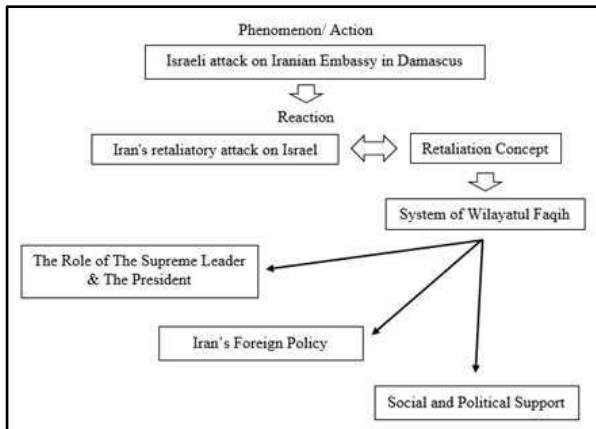 Phenomenon/ Action
Israeli attack on Iranian Embassy in Damascus
Reaction
Iran's retaliatory attack on Israel
Retaliation Concept
System of Wilayatul Faqih
The Role of The Supreme Leader
& The President
Iran's Foreign Policy
Social and Political Support